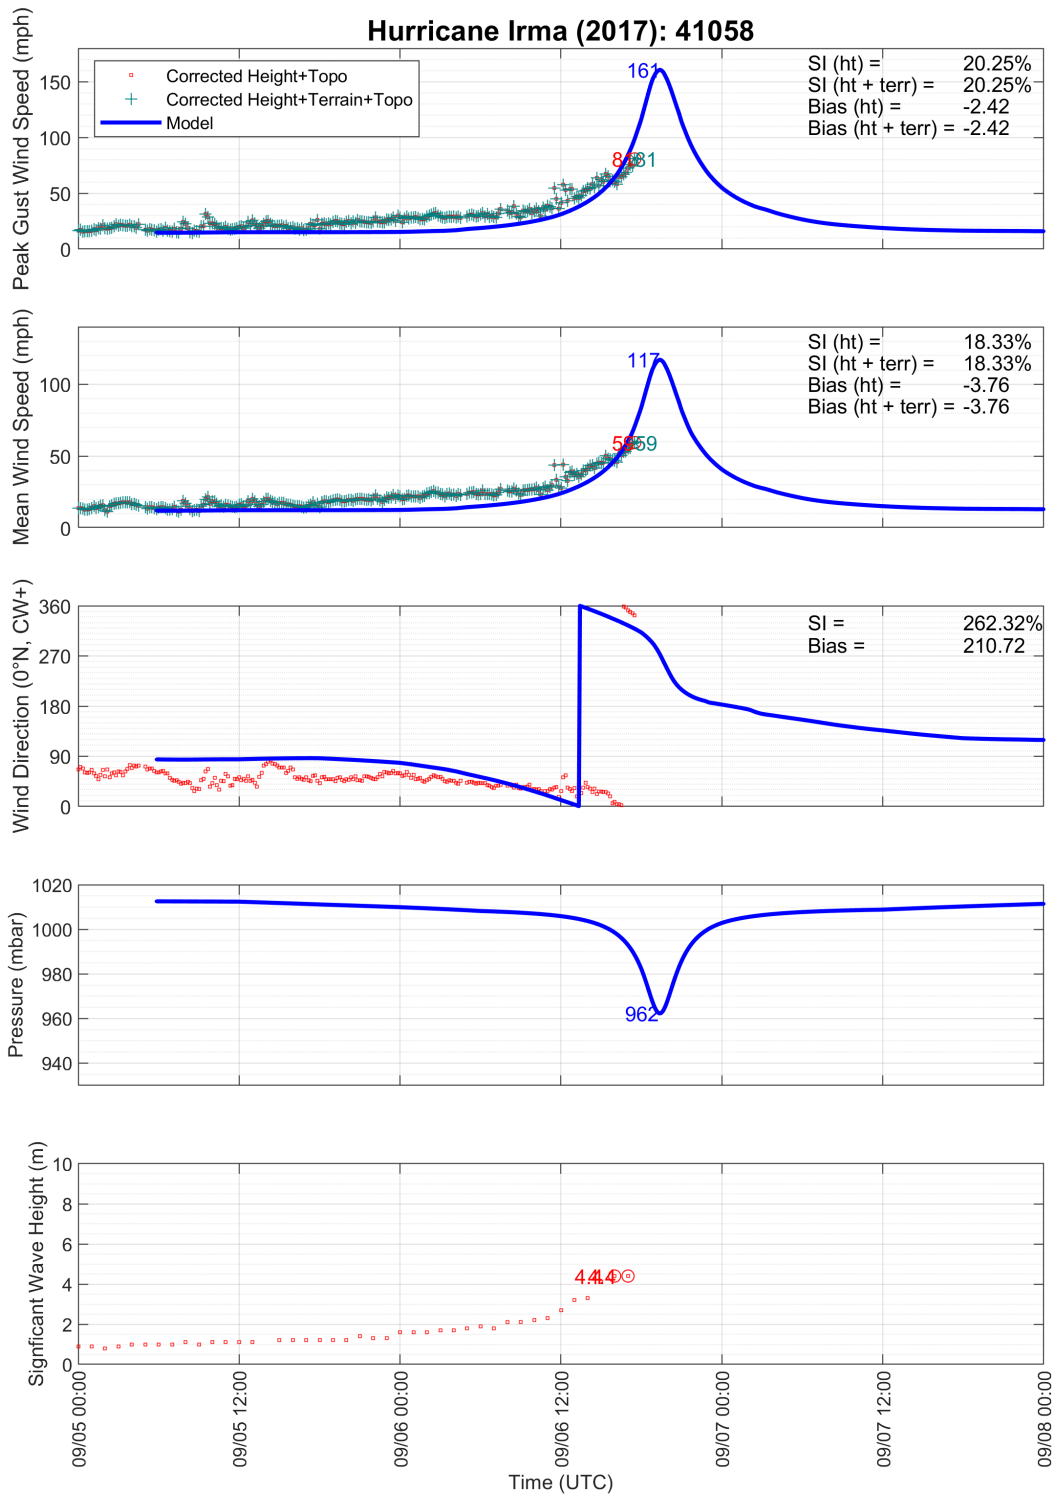 Hurricane Irma (2017): 41058
Peak Gust Wind Speed (mph)
150
100
50
0
Corrected Height+Topo
Corrected Height+Terrain+Topo
Model
161
81
SI (ht) = 20.25%
SI (ht + terr) = 20.25%
Bias (ht) = -2.42
Bias (ht + terr) = -2.42
Mean Wind Speed (mph)
100
50
0
117
59
SI (ht) = 18.33%
SI (ht + terr) = 18.33%
Bias (ht) = -3.76
Bias (ht + terr) = -3.76
Wind Direction (0°N, CW+)
360
270
180
90
0
SI = 262.32%
Bias = 210.72
Pressure (mbar)
1020
1000
980
960
940
962
Signficant Wave Height (m)
10
8
6
4
2
0
4.4
09/05 00:00
09/05 12:00
09/06 00:00
09/06 12:00
09/07 00:00
09/07 12:00
09/08 00:00
Time (UTC)